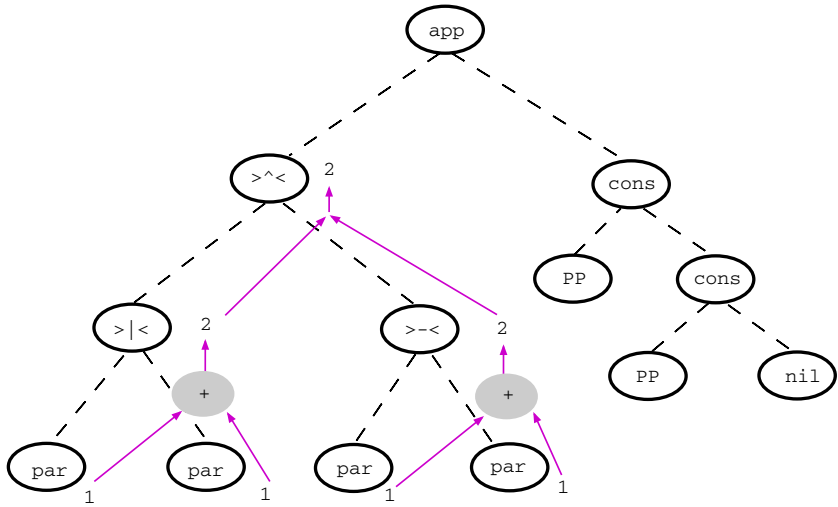 app
>^<
2
cons
PP
cons
>|<
2
>-<
2
PP
nil
+
+
par
par
par
par
1
1
1
1